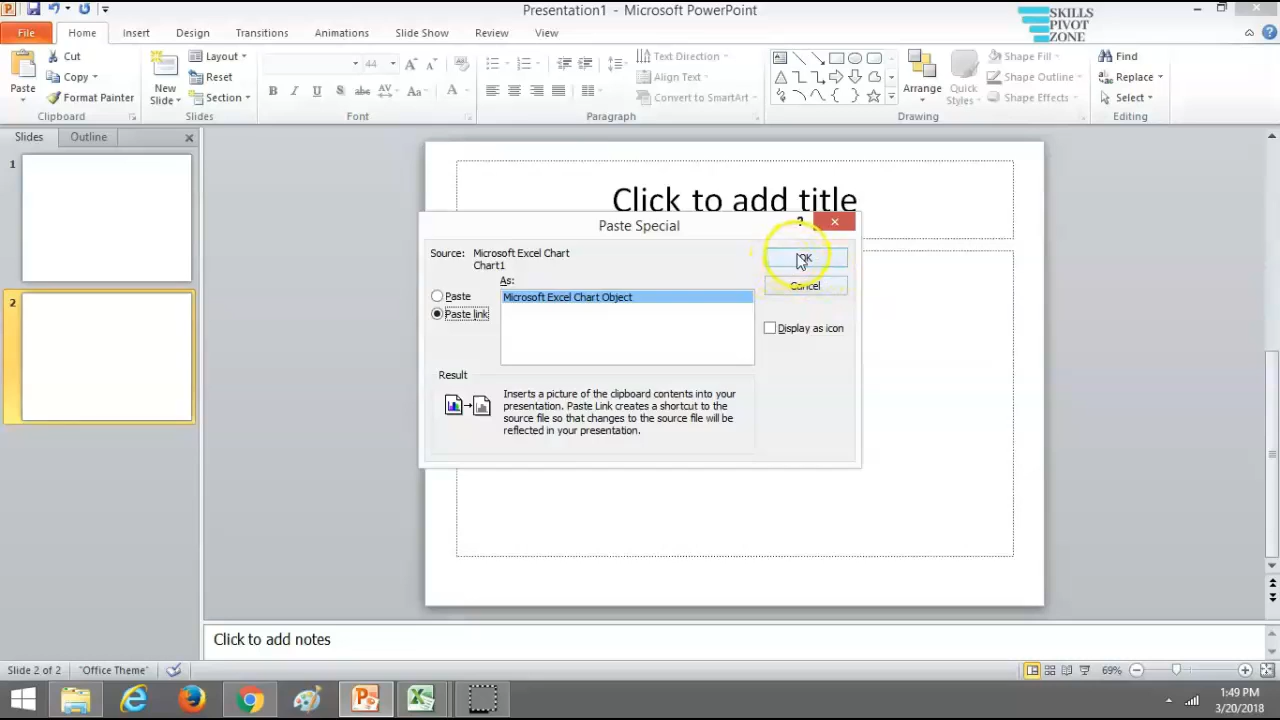 Presentation1 - Microsoft PowerPoint
SKILLS
PIVOT
ZONE
File Home Insert Design Transitions Animations Slide Show Review View
Paste
Cut
Copy
Format Painter
Clipboard
New
Slide
Layout
Reset
Section
Slides
44
Font
Text Direction
Align Text
Convert to SmartArt
Paragraph
Arrange
Quick
Styles
Shape Fill
Shape Outline
Shape Effects
Drawing
Find
Replace
Select
Editing
Slides Outline
1
2
Click to add title
Paste Special
Source: Microsoft Excel Chart
Chart1
As:
Paste
Paste link
Microsoft Excel Chart Object
OK
Cancel
Display as icon
Result
Inserts a picture of the clipboard contents into your
presentation. Paste Link creates a shortcut to the
source file so that changes to the source file will be
reflected in your presentation.
Click to add notes
Slide 2 of 2 "Office Theme" 69%
1:49 PM
3/20/2018